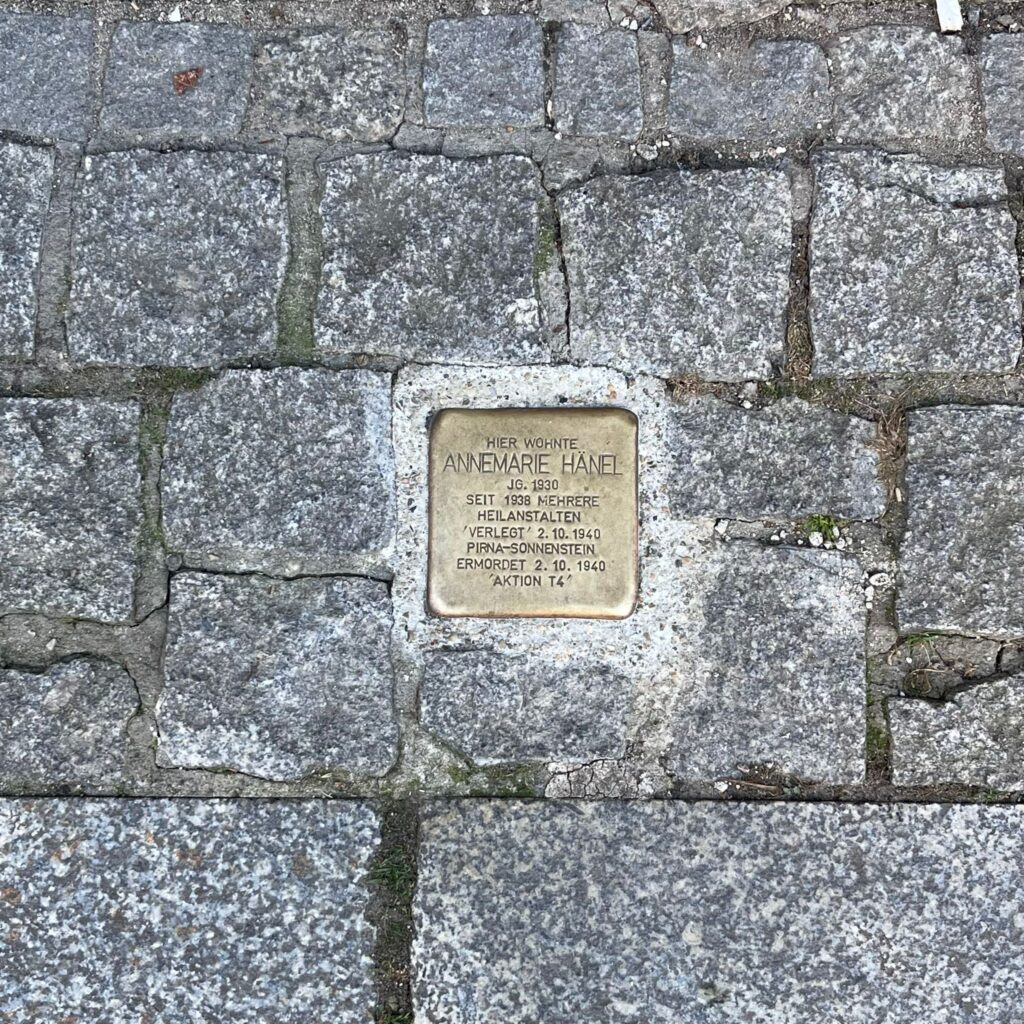 HIER WOHNTE
ANNEMARIE HÄNEL
JG. 1930
SEIT 1938 MEHRERE
HEILANSTALTEN
'VERLEGT' 2.10.1940
PIRNA-SONNENSTEIN
ERMORDET 2.10.1940
'AKTION T4'